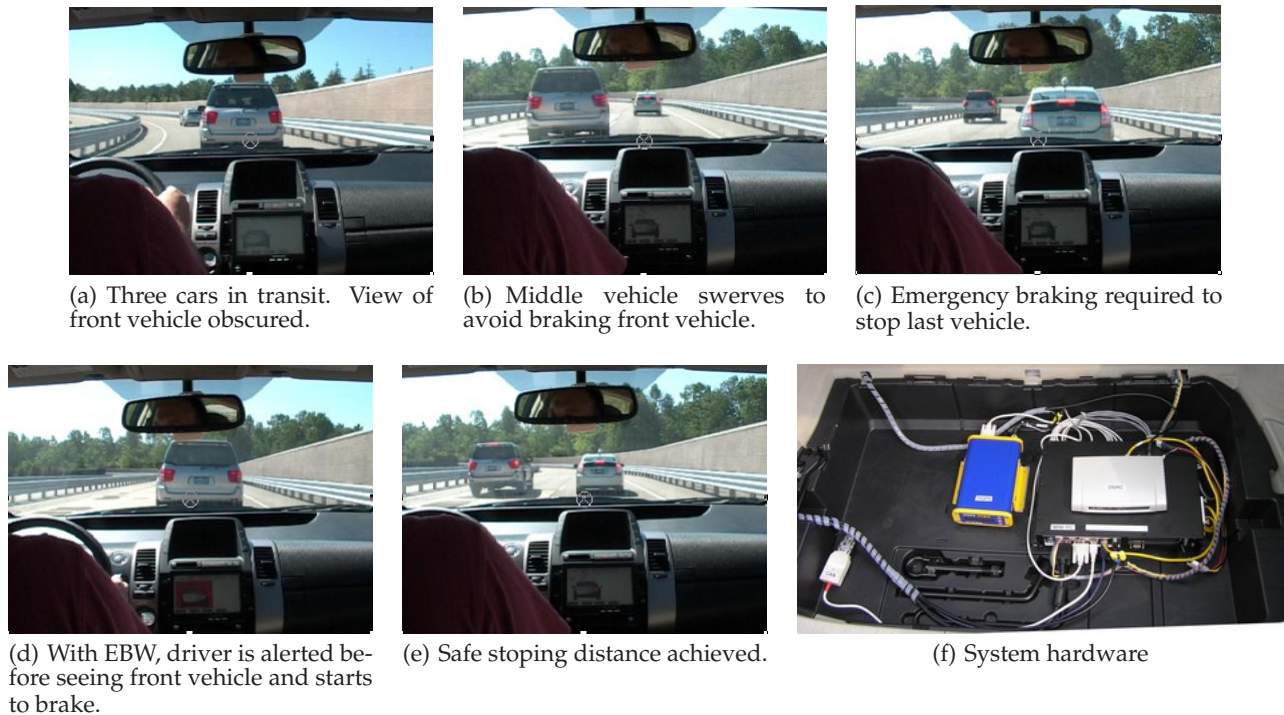 (a) Three cars in transit. View of
front vehicle obscured.
(b) Middle vehicle swerves to
avoid braking front vehicle.
(c) Emergency braking required to
stop last vehicle.
(d) With EBW, driver is alerted be-
fore seeing front vehicle and starts
to brake.
(e) Safe stoping distance achieved.
CAN
DSRC
(f) System hardware